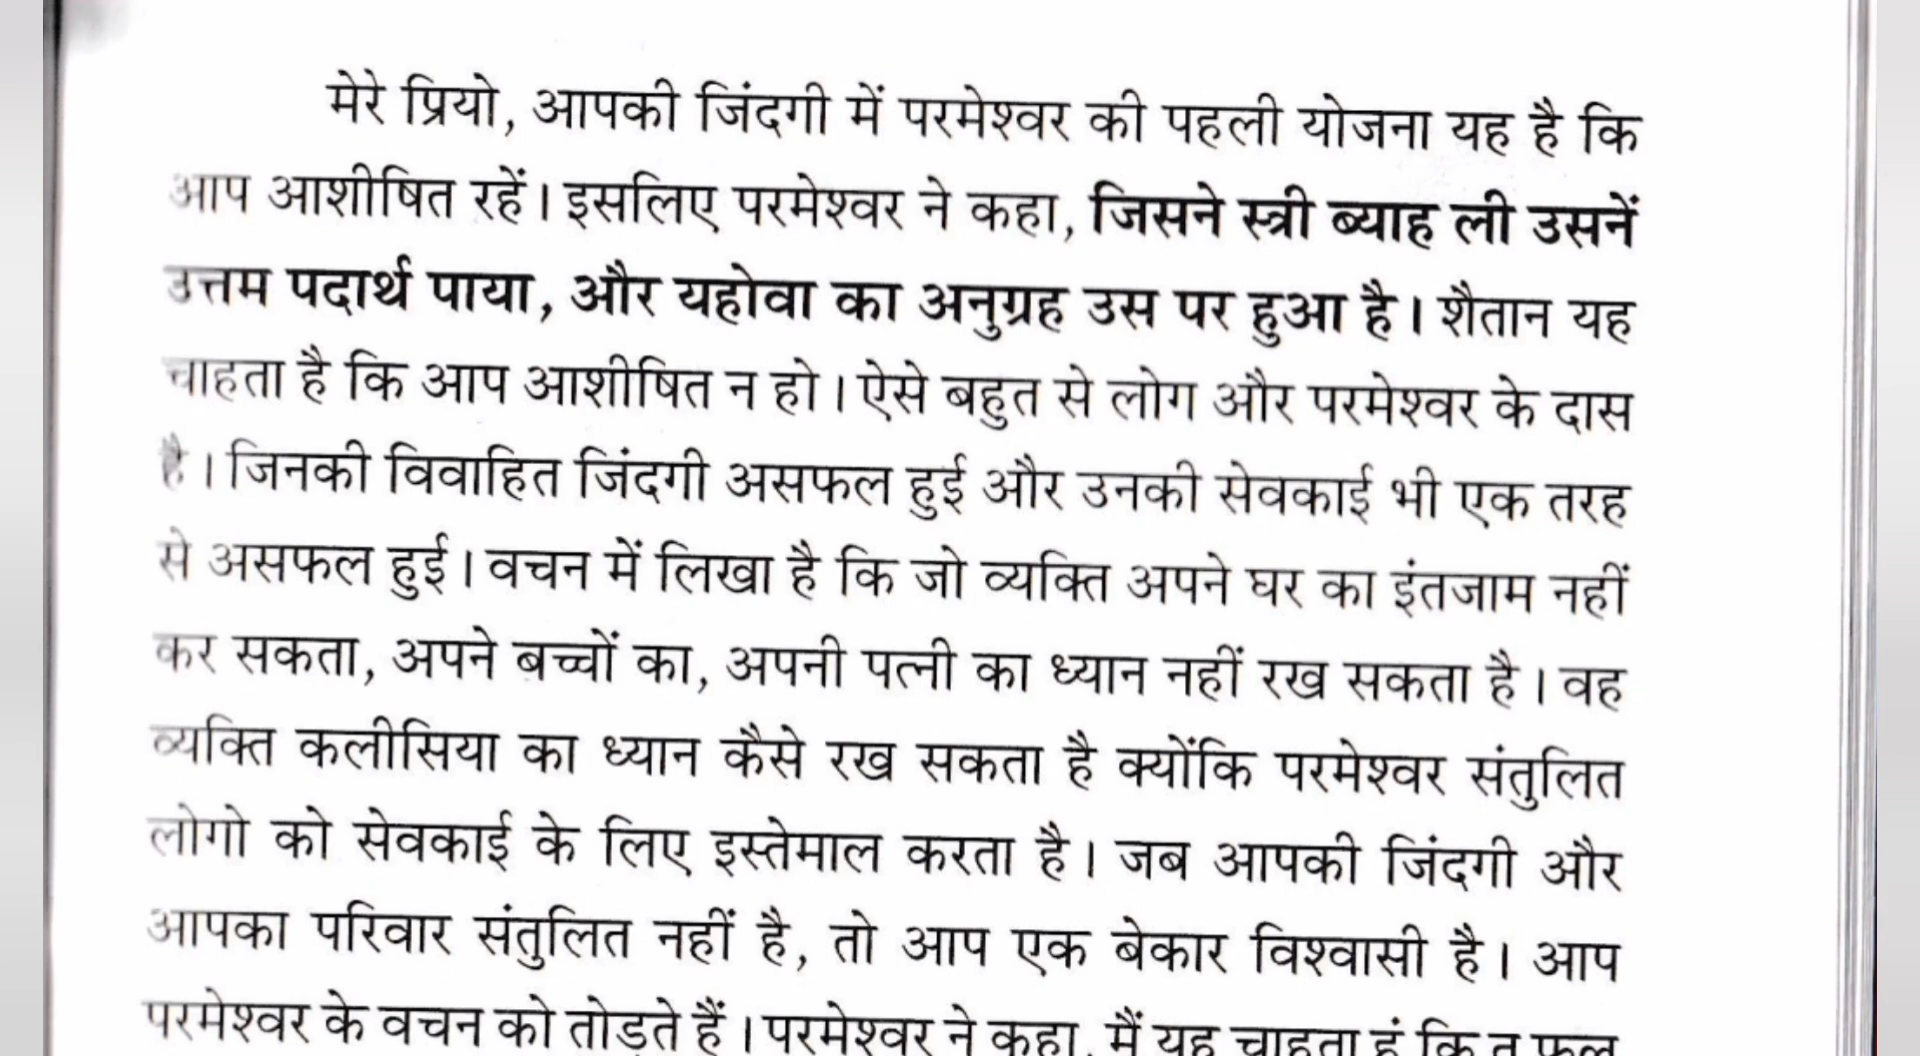 मेरे प्रियो, आपकी जिंदगी में परमेश्वर की पहली योजना यह है कि
आप आशीषित रहें। इसलिए परमेश्वर ने कहा, जिसने स्त्री ब्याह ली उसनें
उत्तम पदार्थ पाया, और यहोवा का अनुग्रह उस पर हुआ है। शैतान यह
चाहता है कि आप आशीषित न हो। ऐसे बहुत से लोग और परमेश्वर के दास
है। जिनकी विवाहित जिंदगी असफल हुई और उनकी सेवकाई भी एक तरह
से असफल हुई। वचन में लिखा है कि जो व्यक्ति अपने घर का इंतजाम नहीं
कर सकता, अपने बच्चों का, अपनी पत्नी का ध्यान नहीं रख सकता है। वह
व्यक्ति कलीसिया का ध्यान कैसे रख सकता है क्योंकि परमेश्वर संतुलित
लोगो को सेवकाई के लिए इस्तेमाल करता है। जब आपकी जिंदगी और
आपका परिवार संतुलित नहीं है, तो आप एक बेकार विश्वासी है। आप
परमेश्वर के वचन को तोड़ते हैं। परमेश्वर ने कहा, मैं यह चाहता हूं कि तू फल